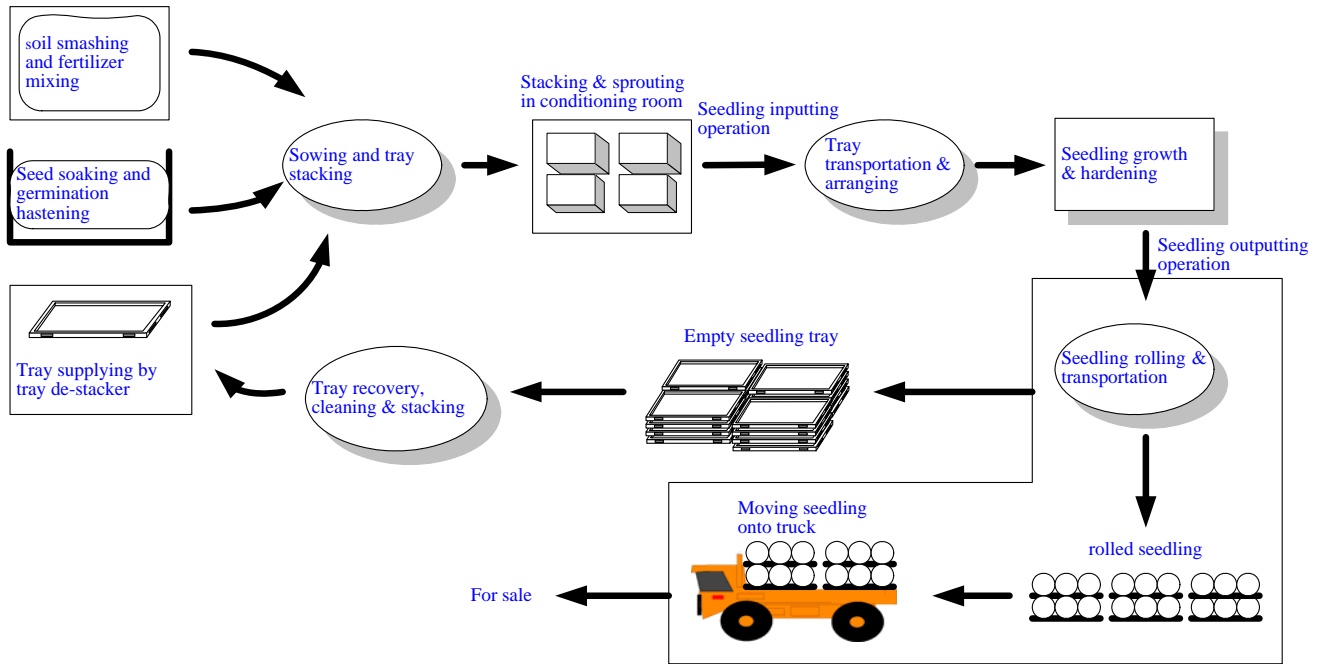 soil smashing
and fertilizer
mixing
Seed soaking and
germination
hastening
Tray supplying by
tray de-stacker
Sowing and tray
stacking
Stacking & sprouting
in conditioning room
Seedling inputting
operation
Tray
transportation &
arranging
Seedling growth
& hardening
Seedling outputting
operation
Seedling rolling &
transportation
Empty seedling tray
Tray recovery,
cleaning & stacking
rolled seedling
Moving seedling
onto truck
For sale